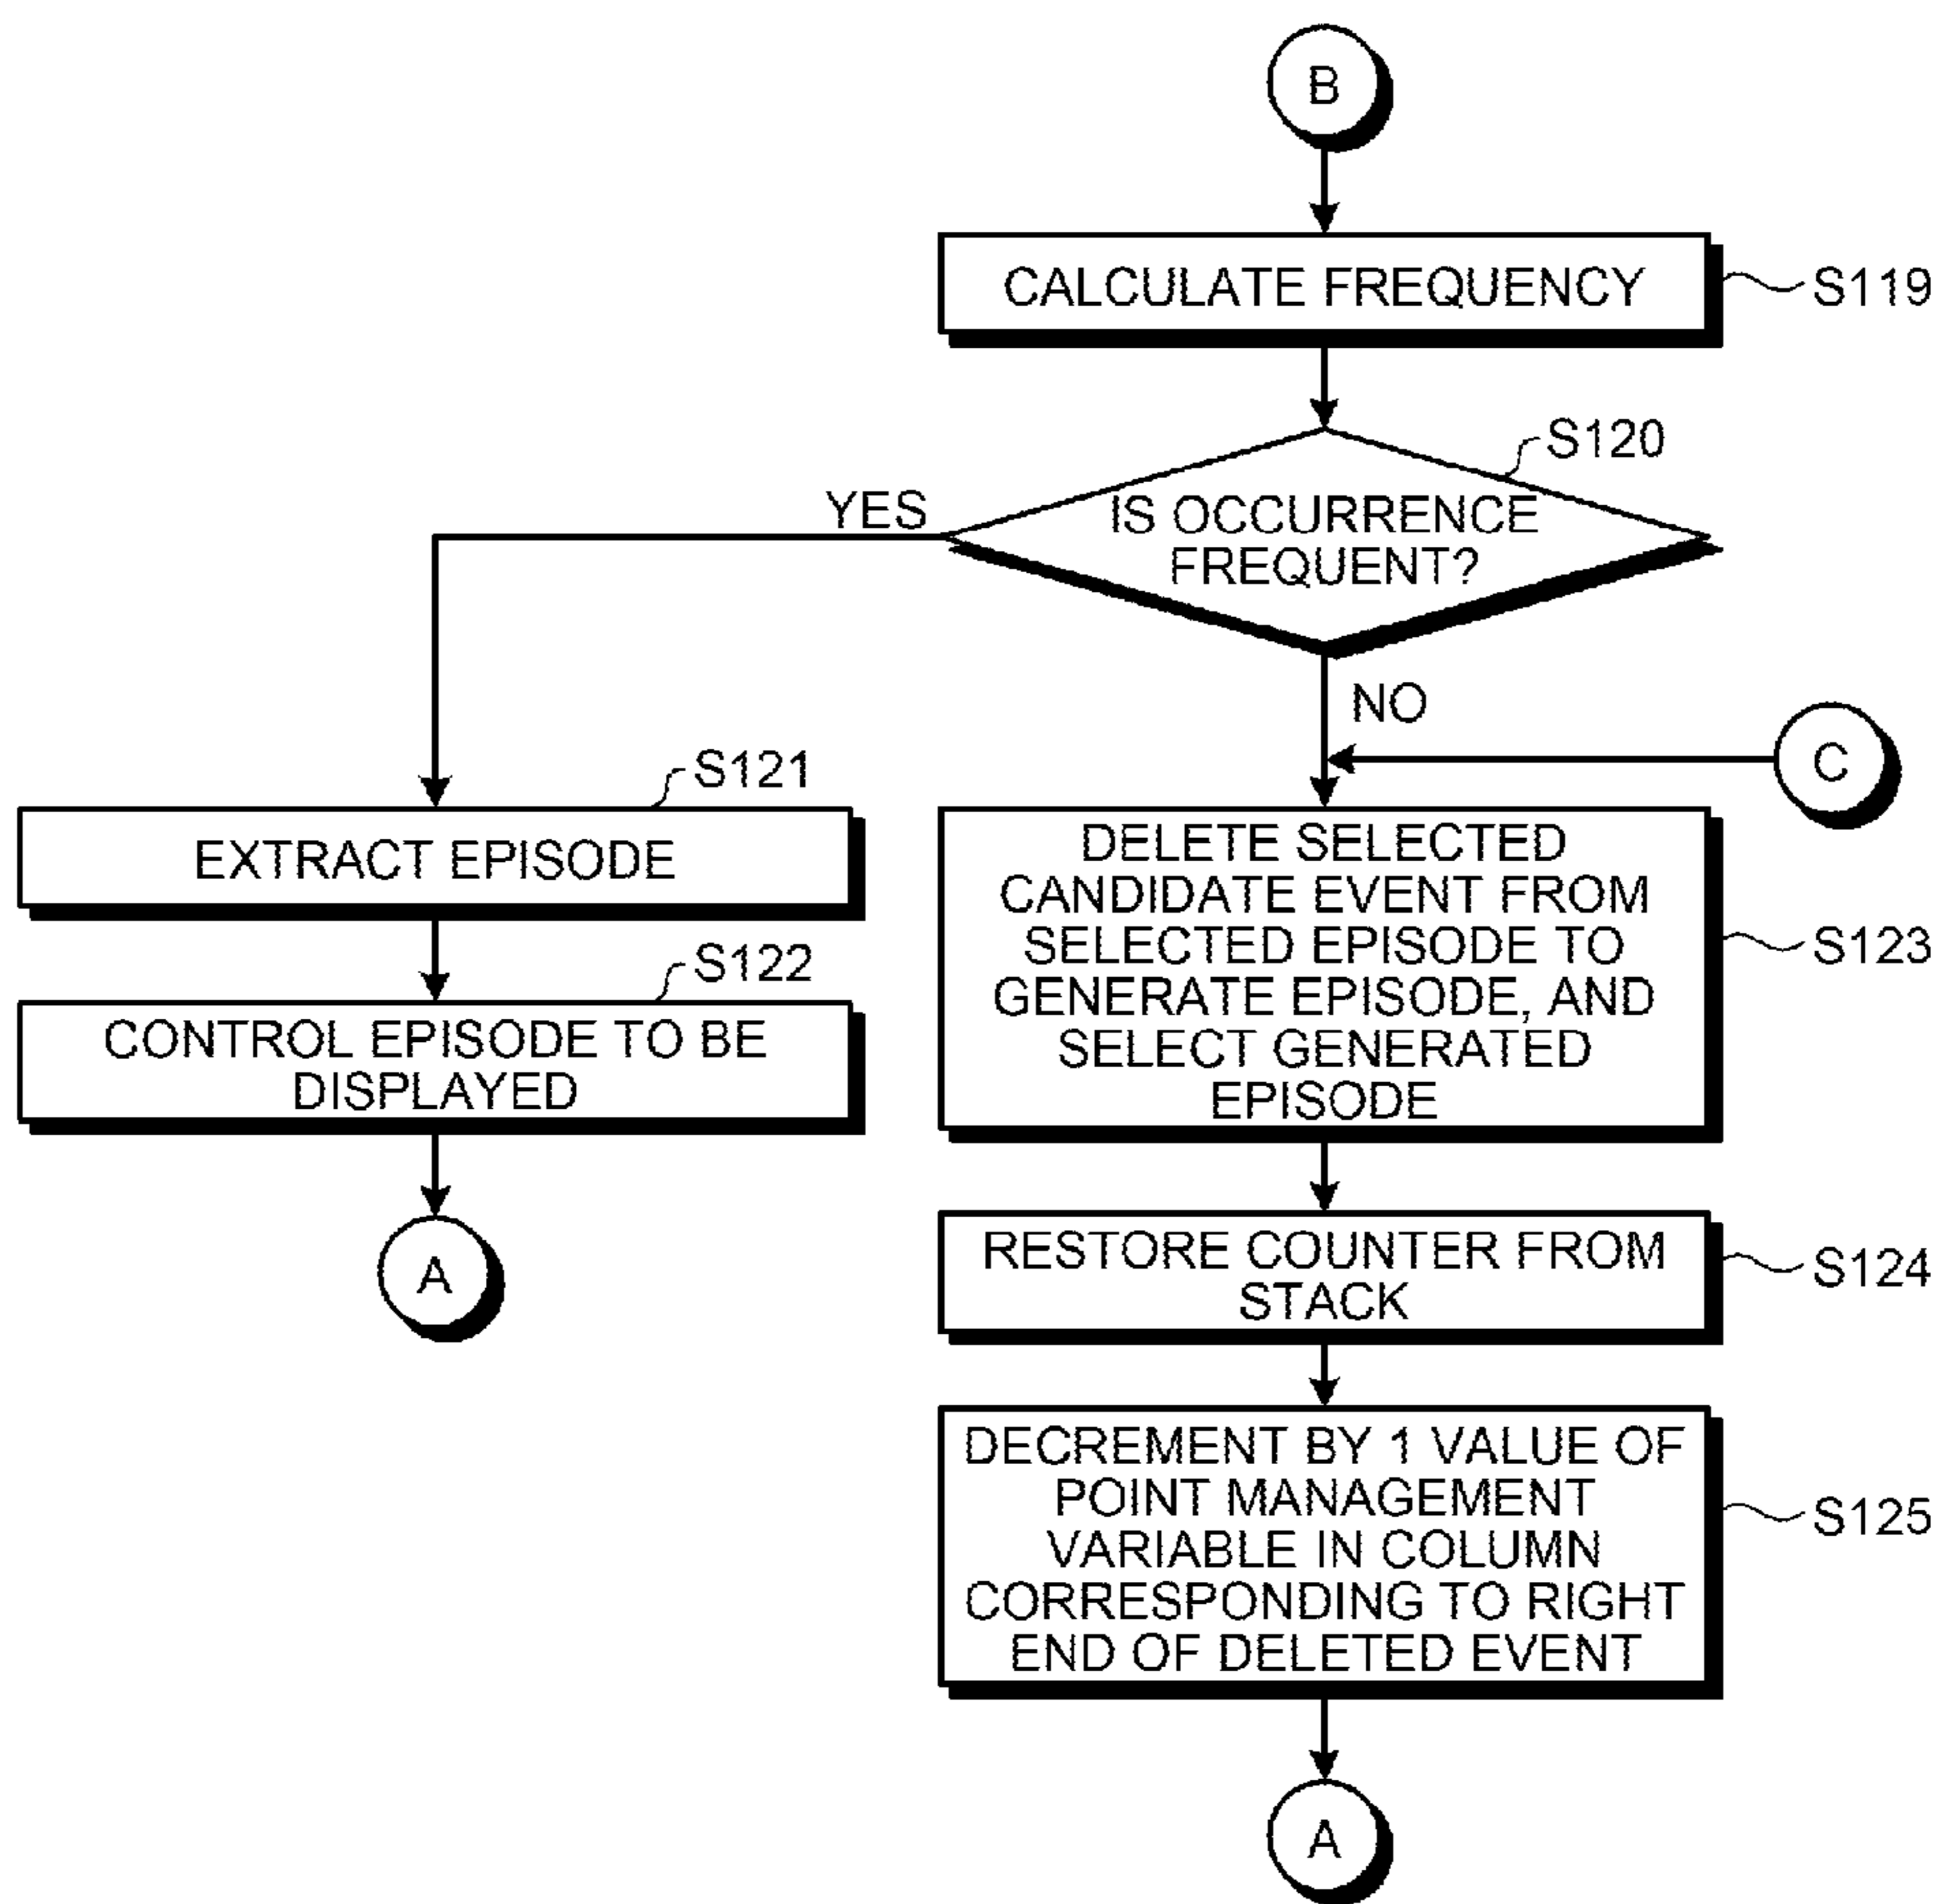 B
CALCULATE FREQUENCY
S119
S120
IS OCCURRENCE
FREQUENT?
YES
NO
C
S121
EXTRACT EPISODE
S122
CONTROL EPISODE TO BE
DISPLAYED
A
DELETE SELECTED
CANDIDATE EVENT FROM
SELECTED EPISODE TO
GENERATE EPISODE, AND
SELECT GENERATED
EPISODE
S123
RESTORE COUNTER FROM
STACK
S124
DECREMENT BY 1 VALUE OF
POINT MANAGEMENT
VARIABLE IN COLUMN
CORRESPONDING TO RIGHT
END OF DELETED EVENT
S125
A